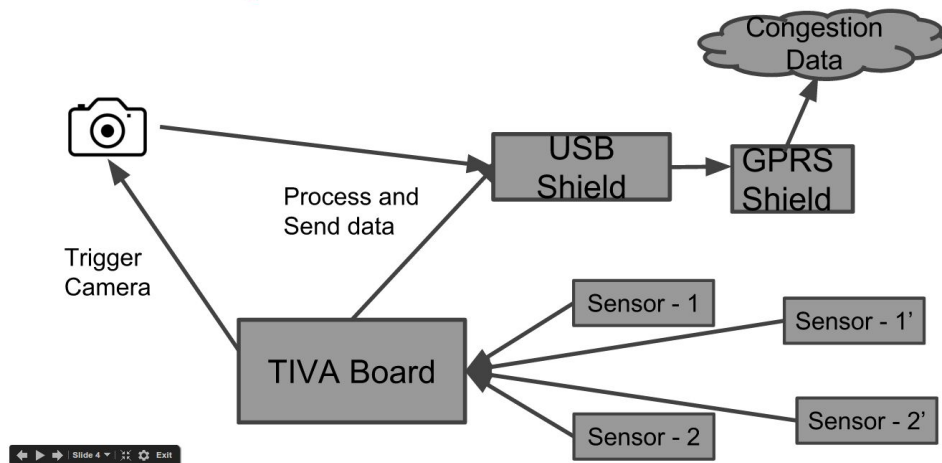 Congestion
Data
USB
Shield
GPRS
Shield
Process and
Send data
Trigger
Camera
TIVA Board
Sensor - 1
Sensor - 1’
Sensor - 2’
Sensor - 2
Slide 4
Exit